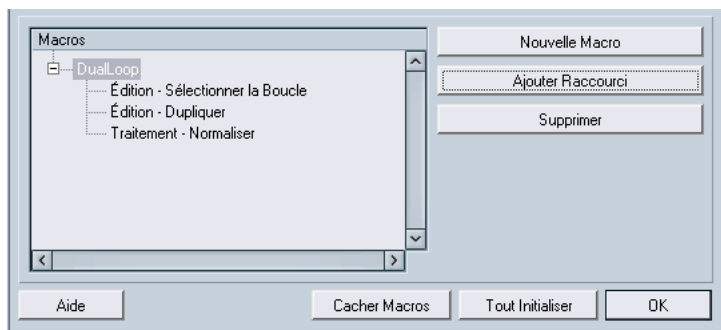 Macros
DualLoop
Édition - Sélectionner la Boucle
Édition - Dupliquer
Traitement - Normaliser
Nouvelle Macro
Ajouter Raccourci
Supprimer
Aide
Cacher Macros
Tout Initialiser
OK